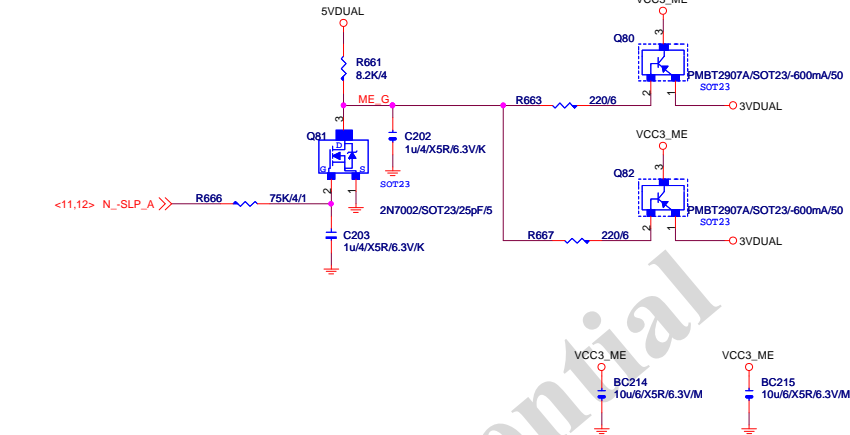 VCC3_ME
5VDUAL
Q80
3
R661
8.2K/4
PMBT2907A/SOT23/-600mA/50
SOT23
2
1
ME_G
R663
220/6
3VDUAL
3
Q81
D
G
S
C202
1u/4/X5R/6.3V/K
VCC3_ME
3
Q82
SOT23
2
1
<11,12> N_-SLP_A
R666
75K/4/1
2N7002/SOT23/25pF/5
PMBT2907A/SOT23/-600mA/50
SOT23
2
1
C203
1u/4/X5R/6.3V/K
R667
220/6
3VDUAL
VCC3_ME
VCC3_ME
BC214
10u/6/X5R/6.3V/M
BC215
10u/6/X5R/6.3V/M
ential